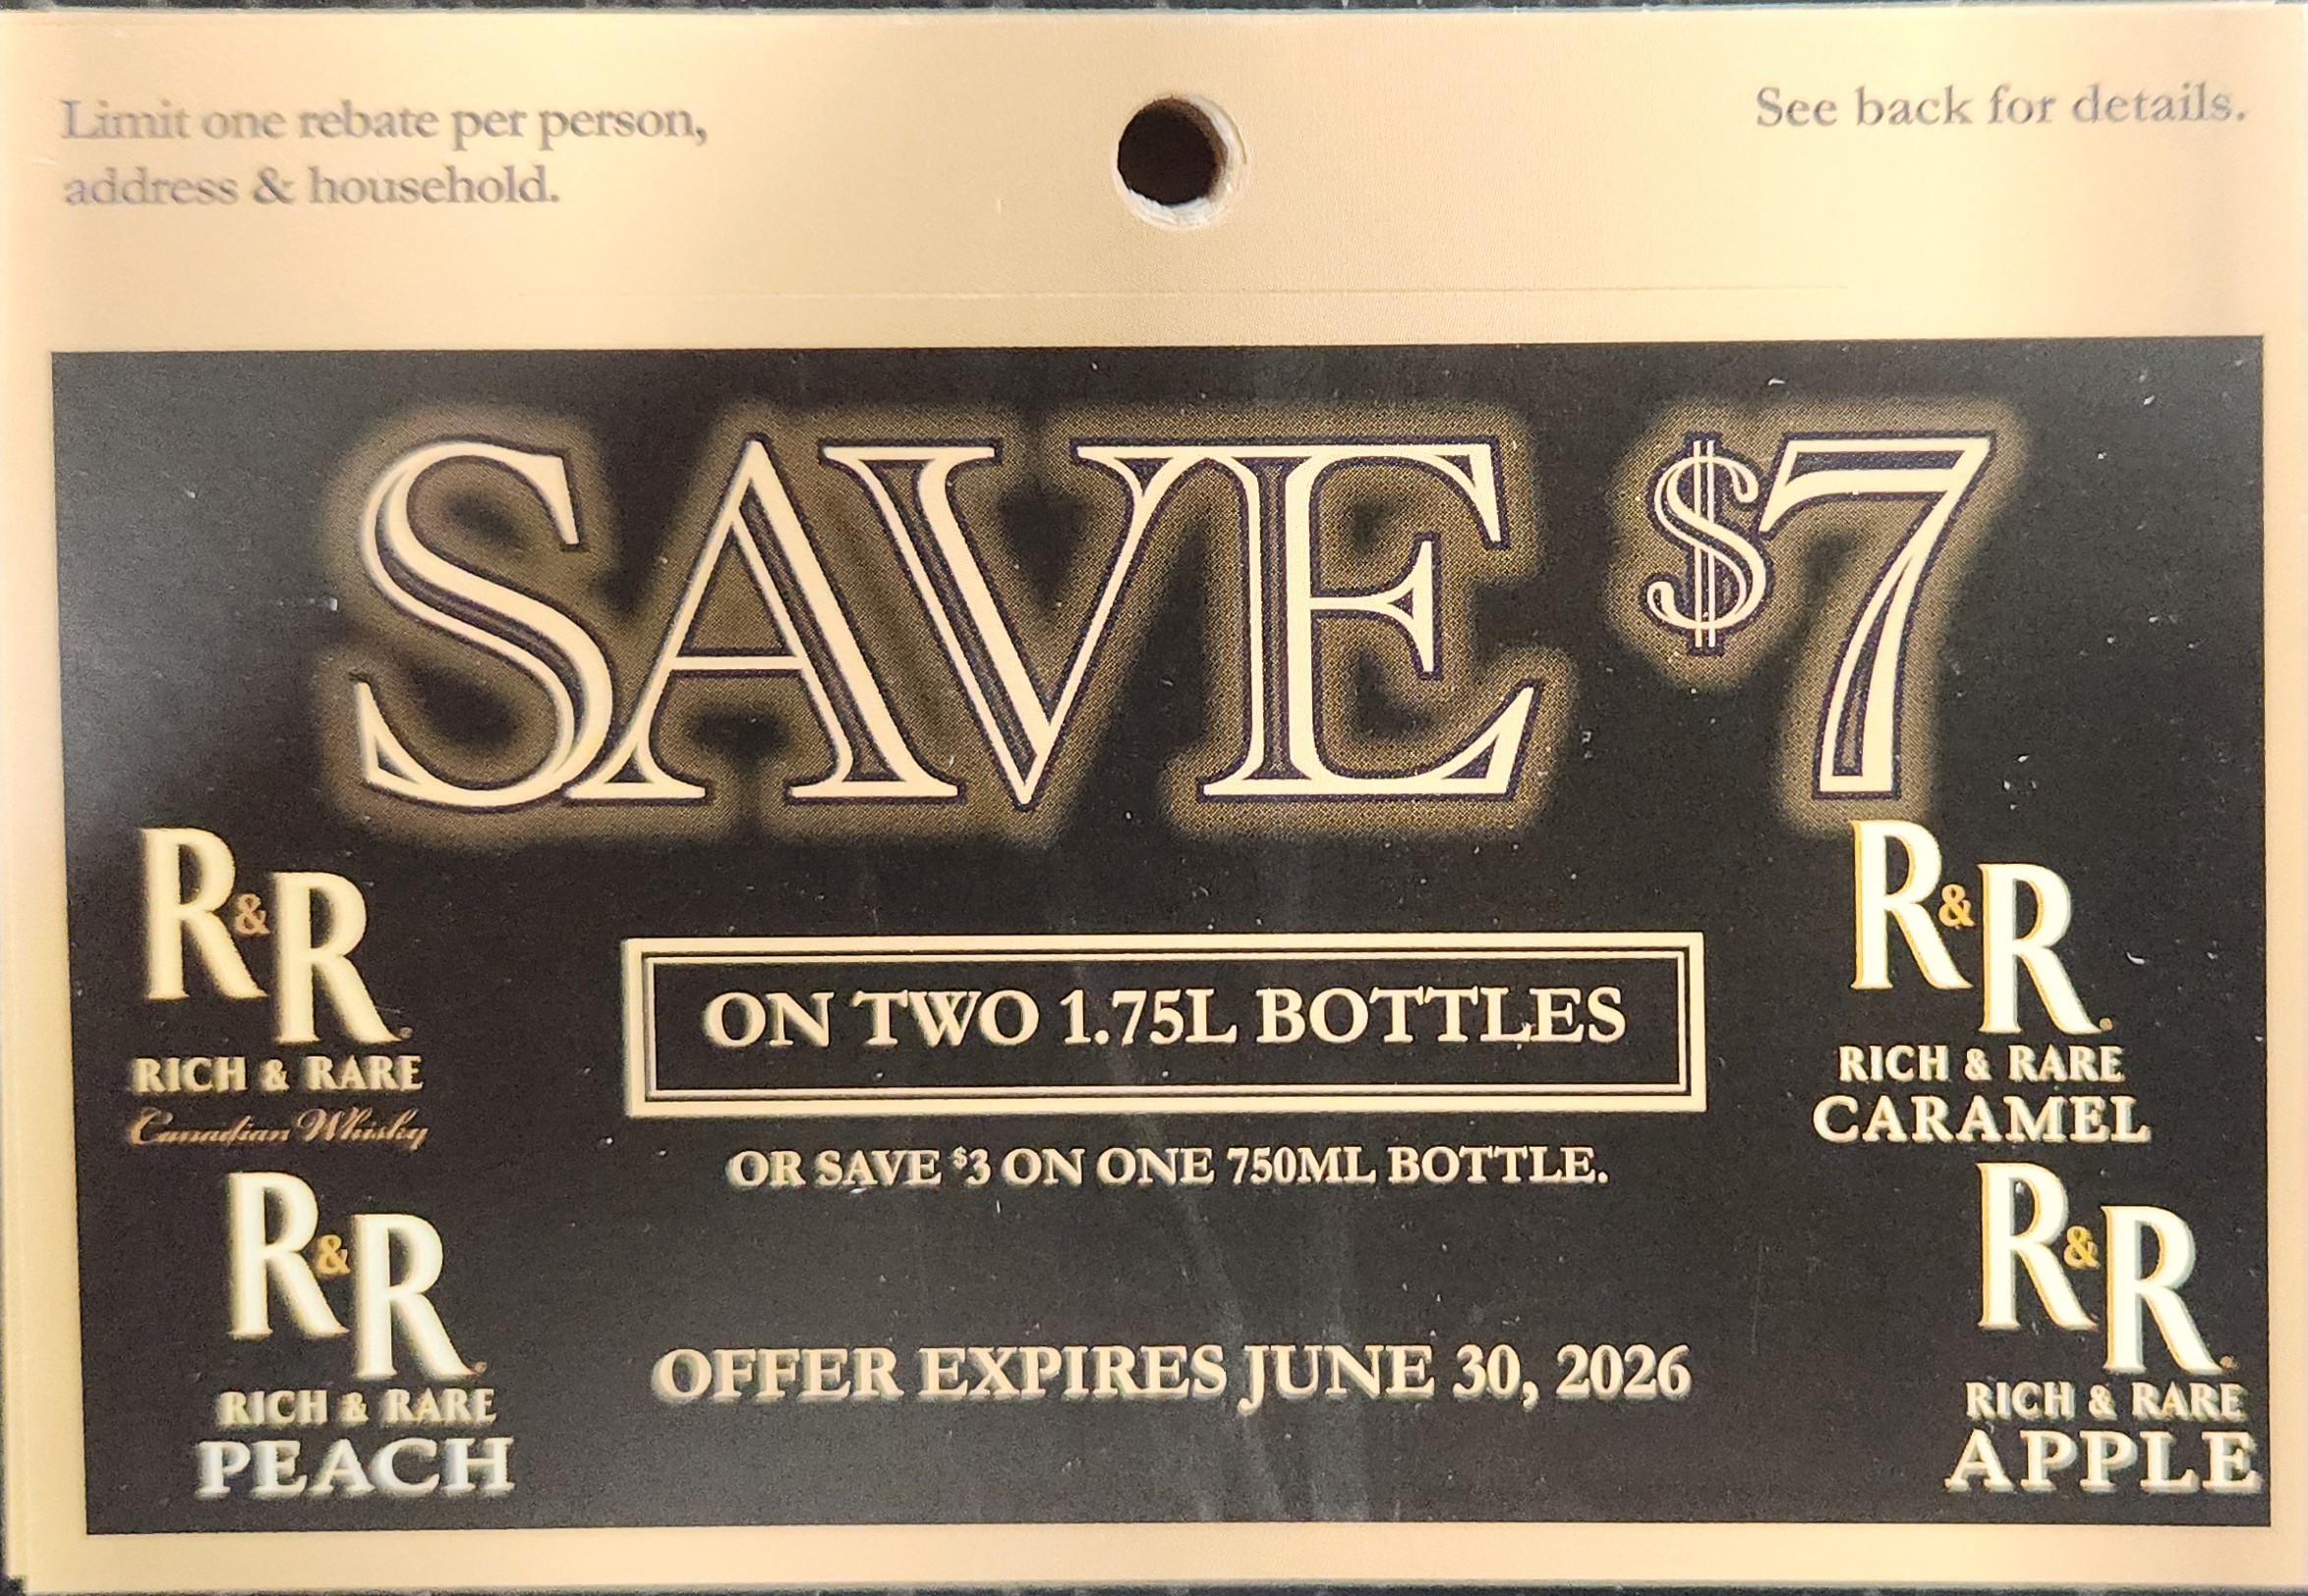 Limit one rebate per person,
address & household.
See back for details.
SAVE $7
R&R
RICH & RARE
Canadian Whisky
R&R
RICH & RARE
CARAMEL
ON TWO 1.75L BOTTLES
OR SAVE $3 ON ONE 750ML BOTTLE.
R&R
RICH & RARE
PEACH
R&R
RICH & RARE
APPLE
OFFER EXPIRES JUNE 30, 2026